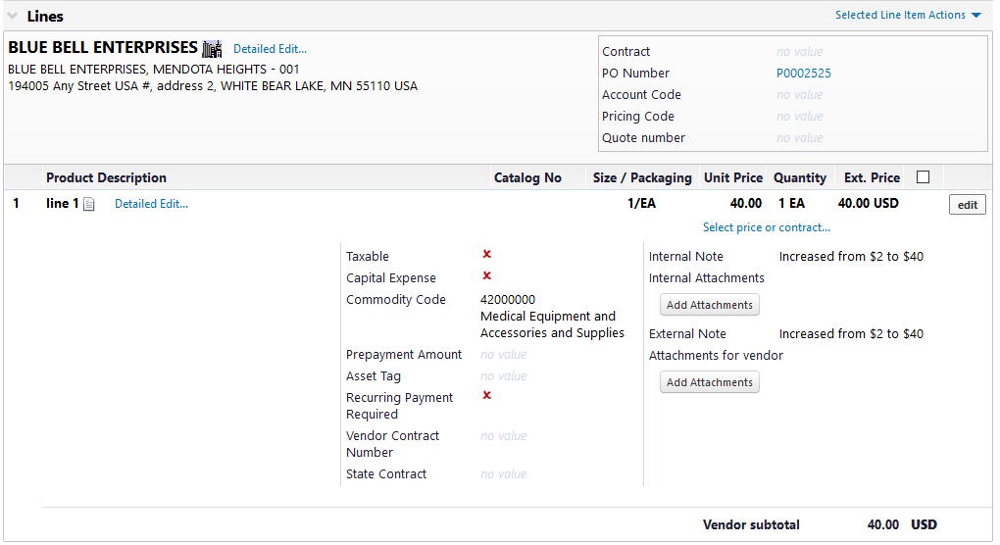 Lines
Selected Line Item Actions
BLUE BELL ENTERPRISES Detailed Edit...
BLUE BELL ENTERPRISES, MENDOTA HEIGHTS - 001
194005 Any Street USA #, address 2, WHITE BEAR LAKE, MN 55110 USA
Contract no value
PO Number P0002525
Account Code no value
Pricing Code no value
Quote number no value
Product Description Catalog No Size / Packaging Unit Price Quantity Ext. Price
1 line 1 Detailed Edit... 1/EA 40.00 1 EA 40.00 USD edit
Select price or contract...
Taxable
Capital Expense
Commodity Code 42000000
Medical Equipment and
Accessories and Supplies
Prepayment Amount no value
Asset Tag no value
Recurring Payment
Required
Vendor Contract no value
Number
State Contract no value
Internal Note Increased from $2 to $40
Internal Attachments
Add Attachments
External Note Increased from $2 to $40
Attachments for vendor
Add Attachments
Vendor subtotal 40.00 USD